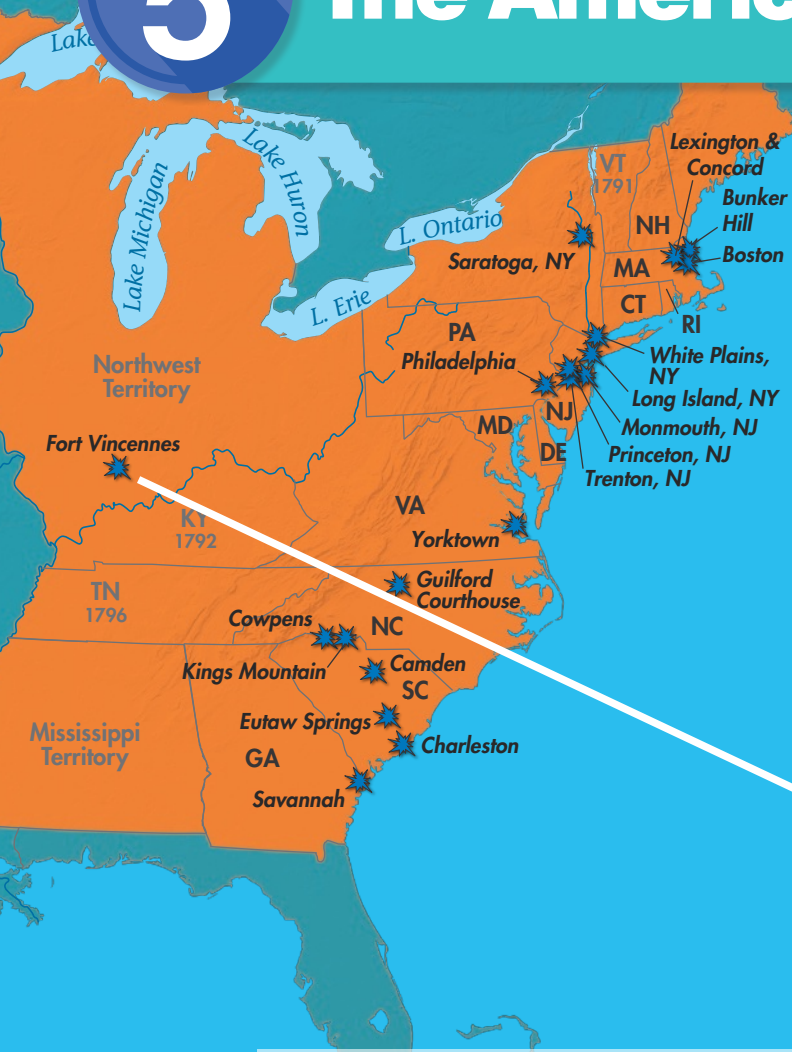 5
Lake
Lake Michigan
Lake Huron
L. Ontario
L. Erie
VT
1791
Lexington &
Concord
Bunker
Hill
Boston
NH
MA
CT
RI
Saratoga, NY
PA
Philadelphia
White Plains,
NY
Long Island, NY
Monmouth, NJ
Princeton, NJ
Trenton, NJ
NJ
MD
DE
Northwest
Territory
Fort Vincennes
KY
1792
VA
Yorktown
TN
1796
Guilford
Courthouse
Cowpens
NC
Kings Mountain
Camden
SC
Eutaw Springs
Charleston
Mississippi
Territory
GA
Savannah